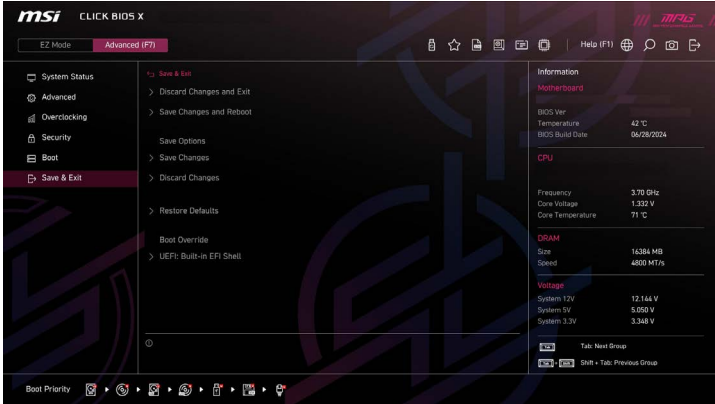 msi CLICK BIOS X
MPG
EZ Mode Advanced (F7)
Help (F1)
System Status
Advanced
Overclocking
Security
Boot
Save & Exit
Save & Exit
Discard Changes and Exit
Save Changes and Reboot
Save Options
Save Changes
Discard Changes
Restore Defaults
Boot Override
UEFI: Built-in EFI Shell
Information
Motherboard
BIOS Ver
Temperature 42 °C
BIOS Build Date 06/28/2024
CPU
Frequency 3.70 GHz
Core Voltage 1.332 V
Core Temperature 71 °C
DRAM
Size 16384 MB
Speed 4800 MT/s
Voltage
System 12V 12.144 V
System 5V 5.050 V
System 3.3V 3.348 V
Tab: Next Group
Shift + Tab: Previous Group
Boot Priority